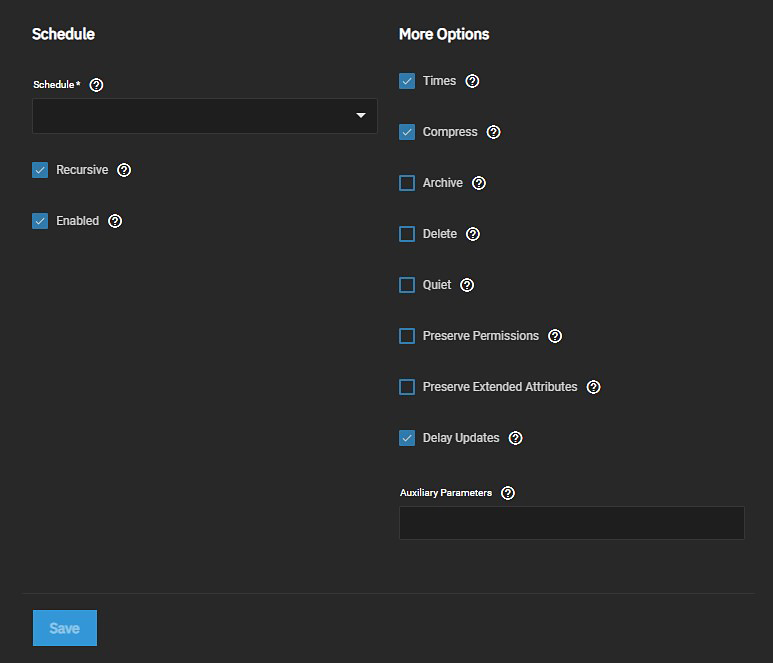 Schedule
Schedule *
Recursive
Enabled
More Options
Times
Compress
Archive
Delete
Quiet
Preserve Permissions
Preserve Extended Attributes
Delay Updates
Auxiliary Parameters
Save